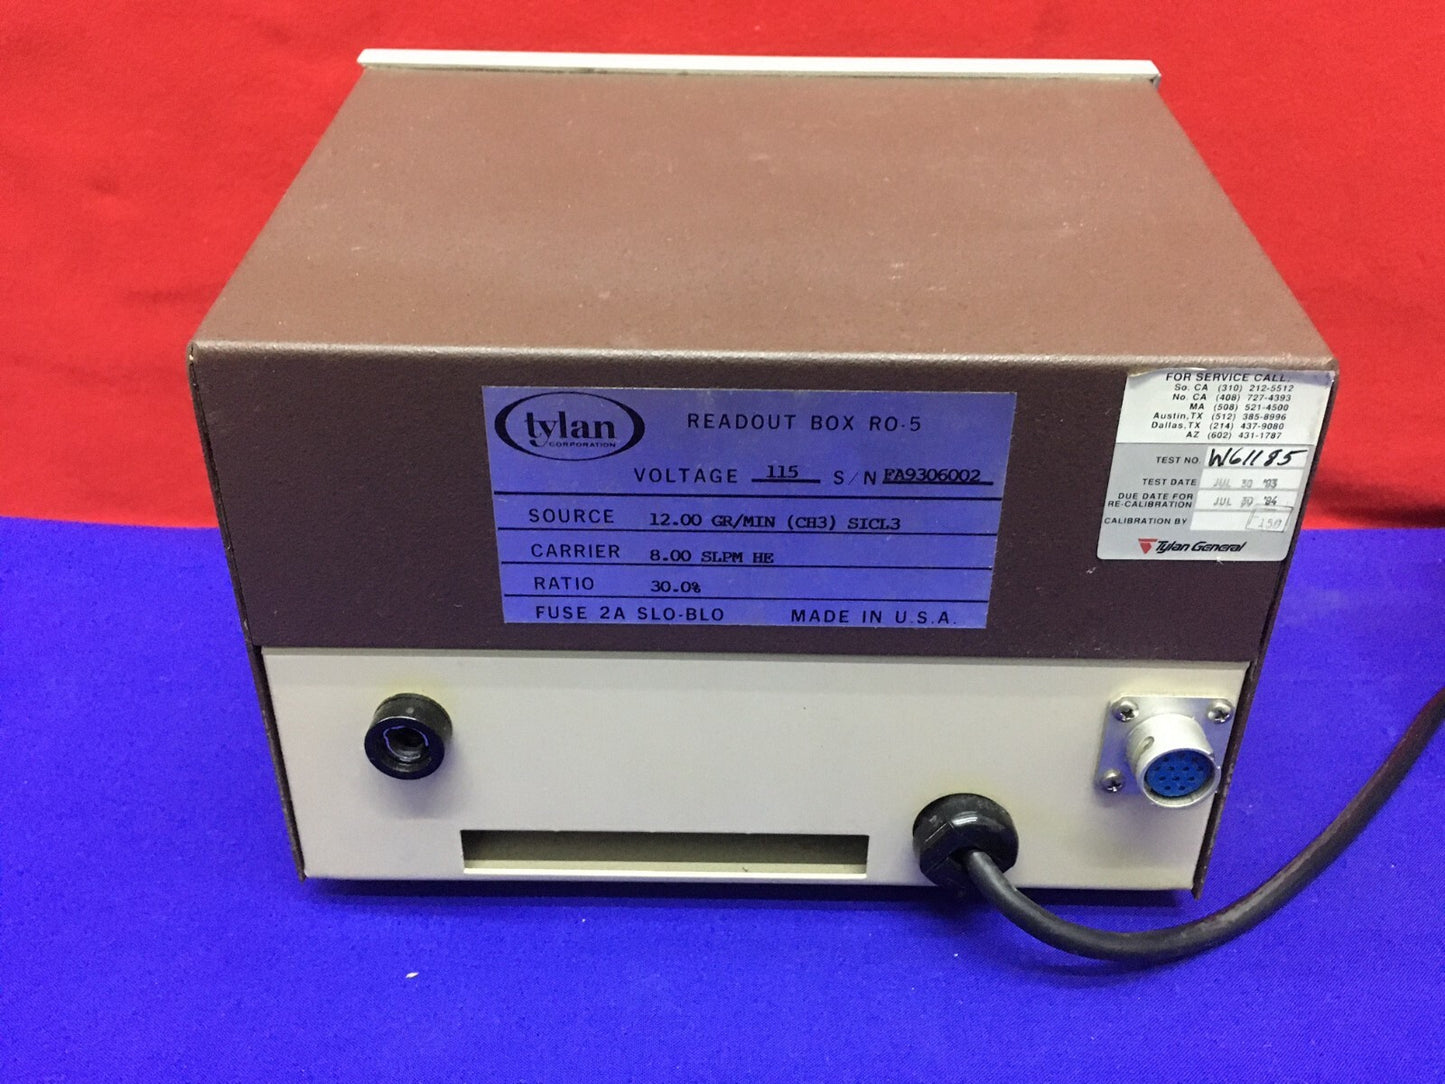 tylan
CORPORATION
READOUT BOX RO-5
VOLTAGE 115 S/N FA9306002
SOURCE 12.00 GR/MIN (CH3) SICL3
CARRIER 8.00 SLPM HE
RATIO 30.0%
FUSE 2A SLO-BLO MADE IN U.S.A.
FOR SERVICE CALL:
So. CA (310) 212-5512
No. CA (408) 727-4393
MA (508) 521-4500
Austin, TX (512) 385-8996
Dallas, TX (214) 437-9080
AZ (602) 431-1787
TEST NO. W61185
TEST DATE JUL 30 '93
DUE DATE FOR
RE-CALIBRATION JUL 30 '94
CALIBRATION BY 150
Tylan General